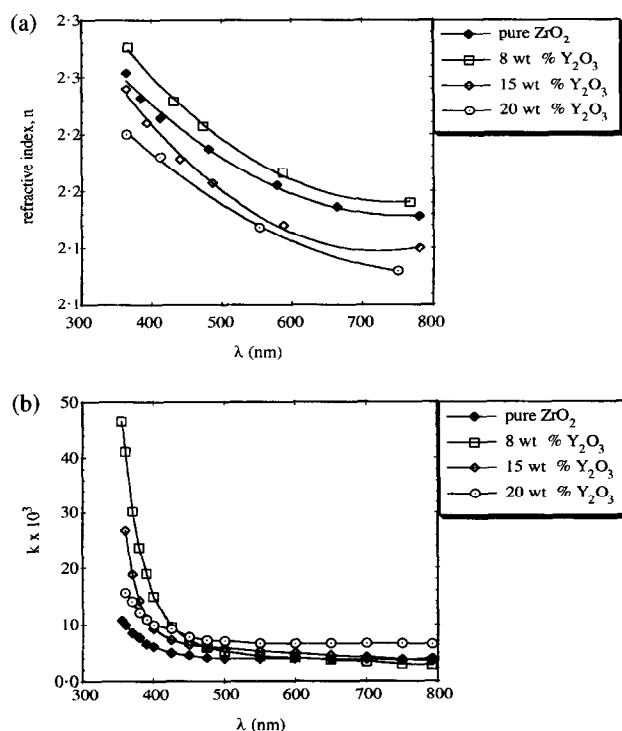 (a)
2·3
2·3
2·2
2·2
2·1
2·1
refractive index, n
300 400 500 600 700 800
λ (nm)
pure ZrO₂
8 wt % Y₂O₃
15 wt % Y₂O₃
20 wt % Y₂O₃
(b)
50
40
30
20
10
0·0
k x 10³
300 400 500 600 700 800
λ (nm)
pure ZrO₂
8 wt % Y₂O₃
15 wt % Y₂O₃
20 wt % Y₂O₃